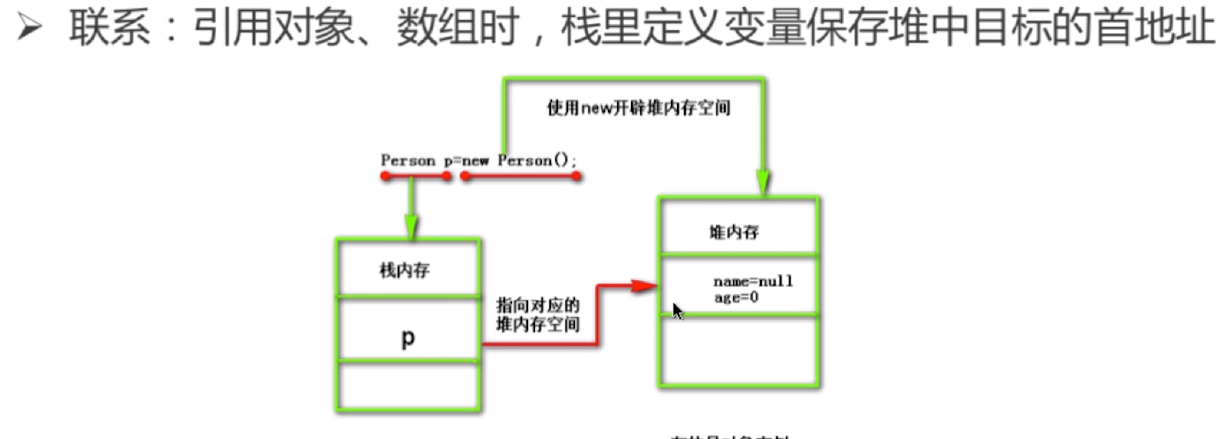 ➢ 联系：引用对象、数组时，栈里定义变量保存堆中目标的首地址
使用new开辟堆内存空间
Person p=new Person();
栈内存
p
指向对应的
堆内存空间
堆内存
name=null
age=0